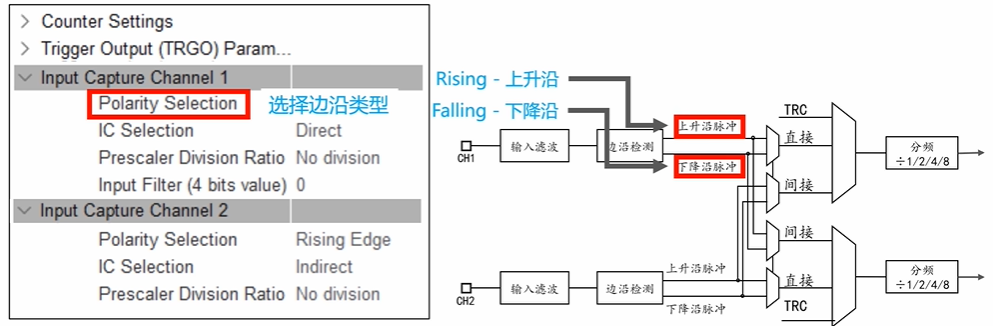 Counter Settings
Trigger Output (TRGO) Param...
Input Capture Channel 1
Polarity Selection 选择边沿类型
IC Selection Direct
Prescaler Division Ratio No division
Input Filter (4 bits value) 0
Input Capture Channel 2
Polarity Selection Rising Edge
IC Selection Indirect
Prescaler Division Ratio No division
Rising - 上升沿
Falling - 下降沿
CH1
输入滤波
边沿检测
上升沿脉冲
下降沿脉冲
TRC
直接
间接
分频
÷1/2/4/8
CH2
输入滤波
边沿检测
上升沿脉冲
下降沿脉冲
间接
直接
TRC
分频
÷1/2/4/8